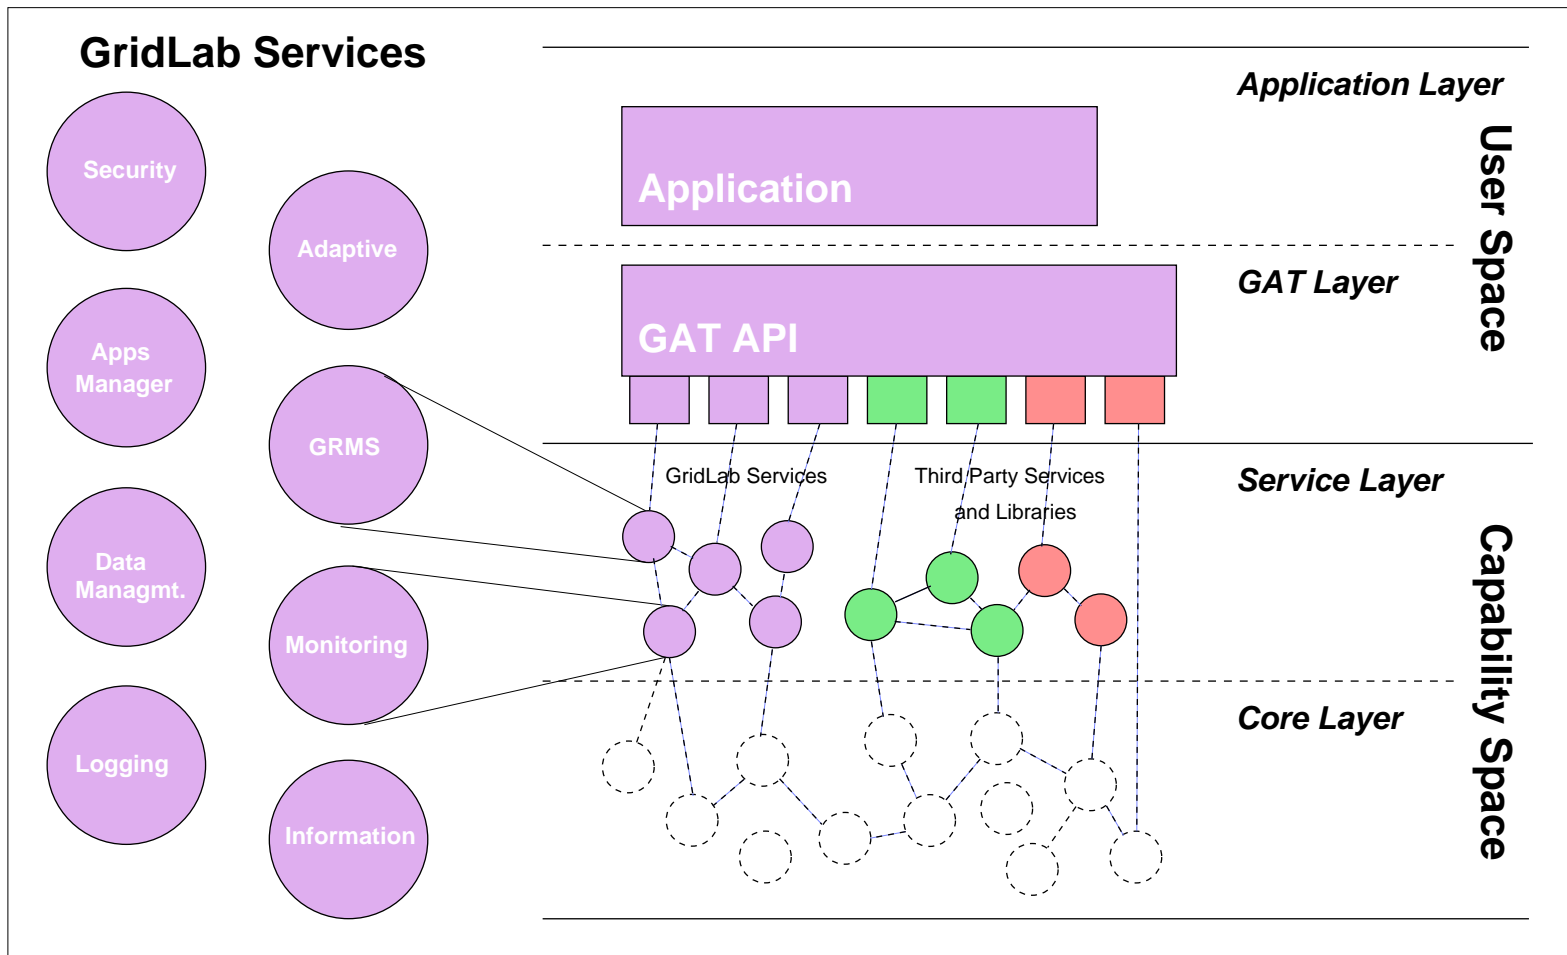 GridLab Services
Security
Adaptive
Apps
Manager
GRMS
Data
Managmt.
Monitoring
Logging
Information
Application Layer
Application
User Space
GAT Layer
GAT API
Service Layer
GridLab Services
Third Party Services
and Libraries
Capability Space
Core Layer